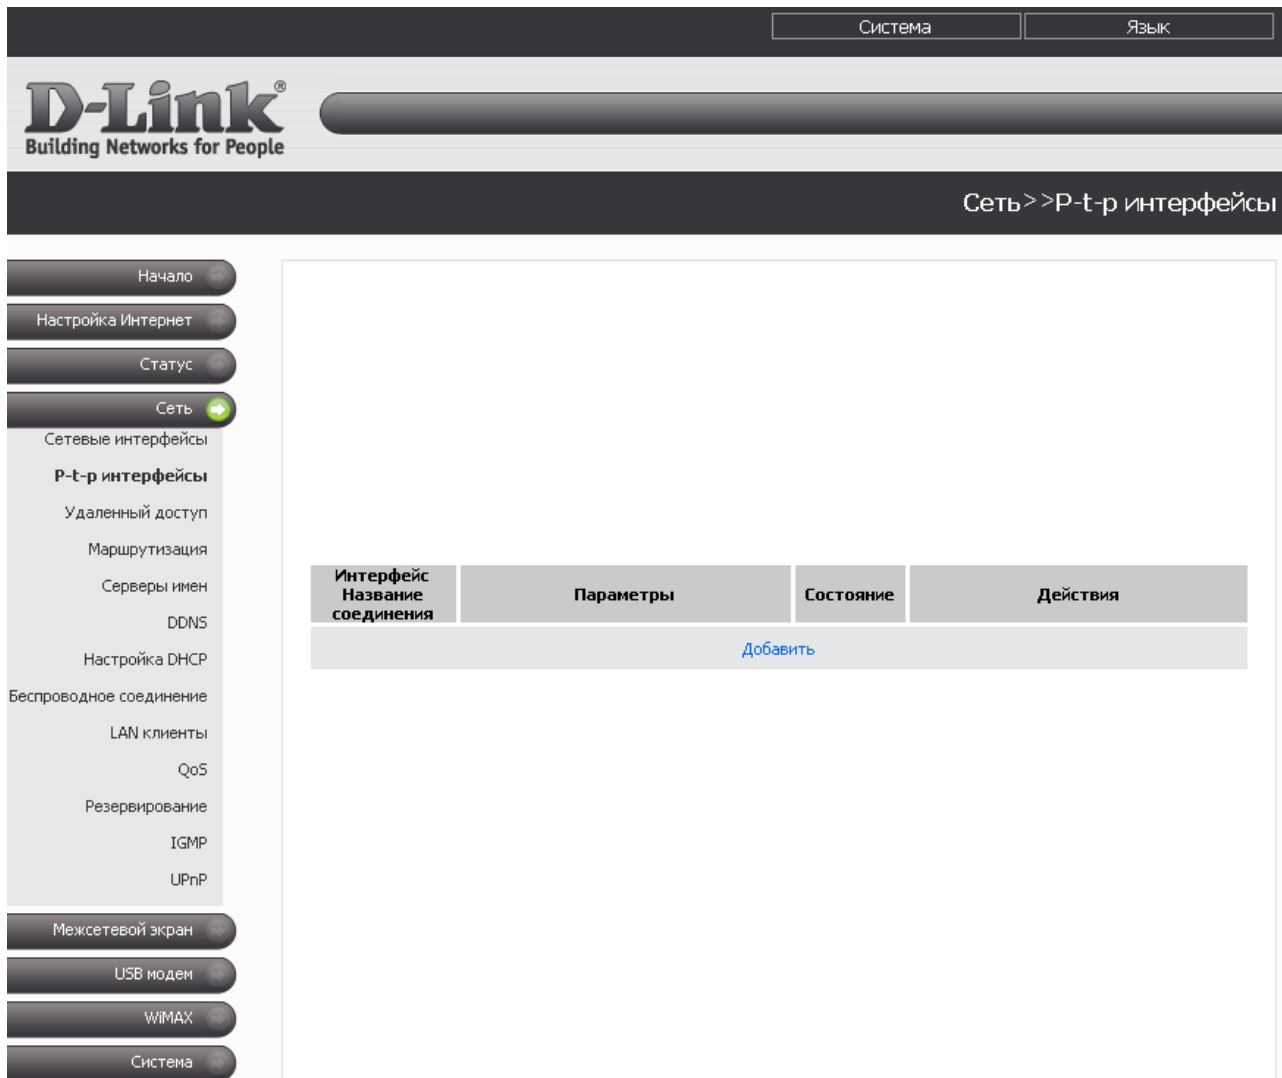 Система
Язык
D-Link®
Building Networks for People
Сеть>>P-t-p интерфейсы
Начало
Настройка Интернет
Статус
Сеть
Сетевые интерфейсы
P-t-p интерфейсы
Удаленный доступ
Маршрутизация
Серверы имен
DDNS
Настройка DHCP
Беспроводное соединение
LAN клиенты
QoS
Резервирование
IGMP
UPnP
Межсетевой экран
USB модем
WiMAX
Система
Интерфейс
Название
соединения
Параметры
Состояние
Действия
Добавить